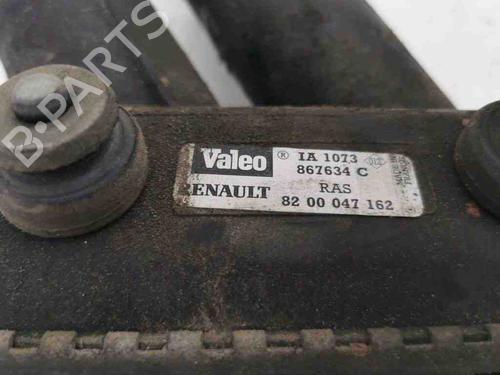 B-PARTS
Valeo ® IA 1073
867634 C
RENAULT RAS
82 00 047 162